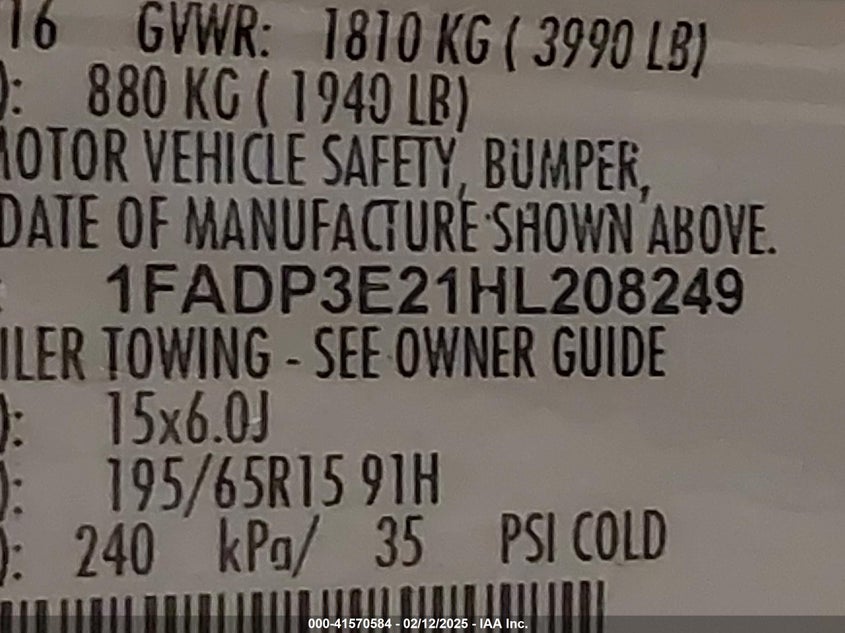 16 GVWR: 1810 KG ( 3990 LB)
): 880 KG ( 1940 LB)
MOTOR VEHICLE SAFETY, BUMPER,
DATE OF MANUFACTURE SHOWN ABOVE.
: 1FADP3E21HL208249
ILER TOWING - SEE OWNER GUIDE
): 15x6.0J
): 195/65R15 91H
): 240 kPa/ 35 PSI COLD
000-41570584 - 02/12/2025 - IAA Inc.